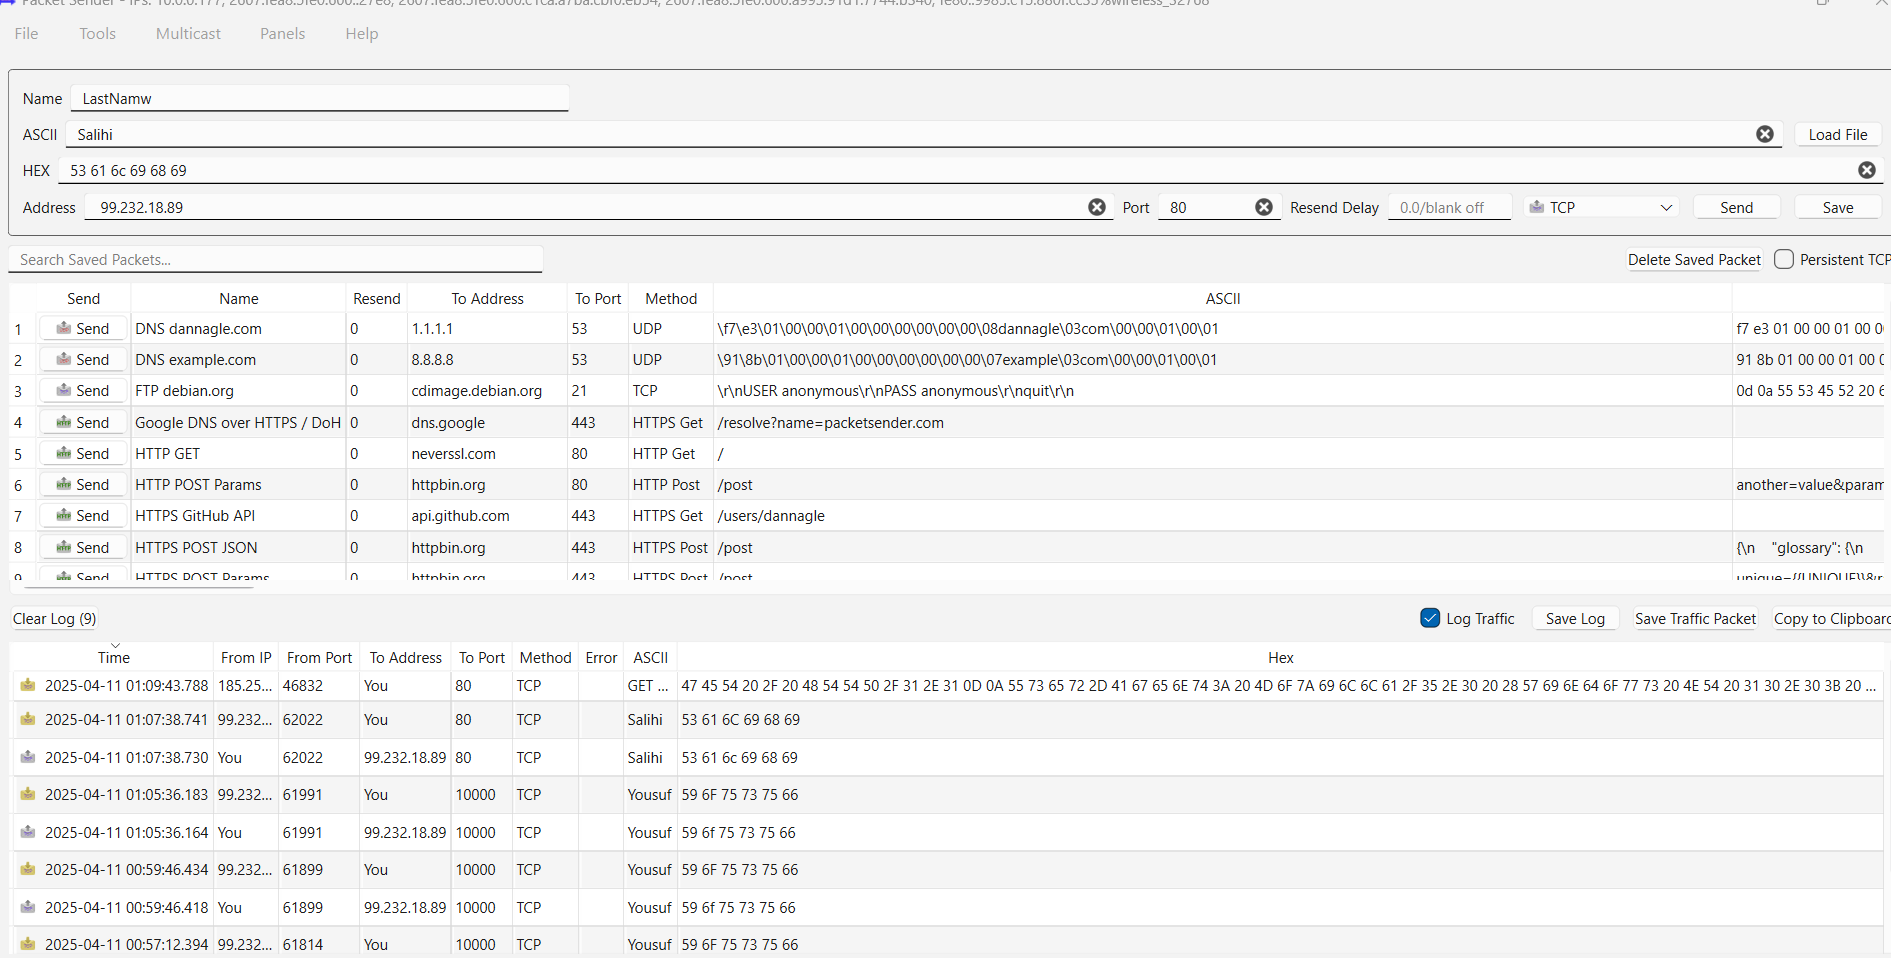 File Tools Multicast Panels Help
Name LastNamw
ASCII Salihi Load File
HEX 53 61 6c 69 68 69
Address 99.232.18.89 Port 80 Resend Delay 0.0/blank off TCP Send Save
Search Saved Packets... Delete Saved Packet Persistent TCP
Send Name Resend To Address To Port Method ASCII
1 Send DNS dannagle.com 0 1.1.1.1 53 UDP \f7\e3\01\00\00\01\00\00\00\00\00\00\08dannagle\03com\00\00\01\00\01 f7 e3 01 00 00 01 00 0
2 Send DNS example.com 0 8.8.8.8 53 UDP \91\8b\01\00\00\01\00\00\00\00\00\00\07example\03com\00\00\01\00\01 91 8b 01 00 00 01 00 0
3 Send FTP debian.org 0 cdimage.debian.org 21 TCP \r\nUSER anonymous\r\nPASS anonymous\r\nquit\r\n 0d 0a 55 53 45 52 20 6
4 Send Google DNS over HTTPS / DoH 0 dns.google 443 HTTPS Get /resolve?name=packetsender.com
5 Send HTTP GET 0 neverssl.com 80 HTTP Get /
6 Send HTTP POST Params 0 httpbin.org 80 HTTP Post /post another=value&param
7 Send HTTPS GitHub API 0 api.github.com 443 HTTPS Get /users/dannagle
8 Send HTTPS POST JSON 0 httpbin.org 443 HTTPS Post /post {\n "glossary": {\n
9 Send HTTPS POST Params 0 httpbin.org 443 HTTPS Post /post unique={{UNIQUE}}&
Clear Log (9) Log Traffic Save Log Save Traffic Packet Copy to Clipboard
Time From IP From Port To Address To Port Method Error ASCII Hex
2025-04-11 01:09:43.788 185.25... 46832 You 80 TCP GET ... 47 45 54 20 2F 20 48 54 54 50 2F 31 2E 31 0D 0A 55 73 65 72 2D 41 67 65 6E 74 3A 20 4D 6F 7A 69 6C 6C 61 2F 35 2E 30 20 28 57 69 6E 64 6F 77 73 20 4E 54 20 31 30 2E 30 3B 20 ...
2025-04-11 01:07:38.741 99.232... 62022 You 80 TCP Salihi 53 61 6C 69 68 69
2025-04-11 01:07:38.730 You 62022 99.232.18.89 80 TCP Salihi 53 61 6c 69 68 69
2025-04-11 01:05:36.183 99.232... 61991 You 10000 TCP Yousuf 59 6F 75 73 75 66
2025-04-11 01:05:36.164 You 61991 99.232.18.89 10000 TCP Yousuf 59 6f 75 73 75 66
2025-04-11 00:59:46.434 99.232... 61899 You 10000 TCP Yousuf 59 6F 75 73 75 66
2025-04-11 00:59:46.418 You 61899 99.232.18.89 10000 TCP Yousuf 59 6f 75 73 75 66
2025-04-11 00:57:12.394 99.232... 61814 You 10000 TCP Yousuf 59 6F 75 73 75 66